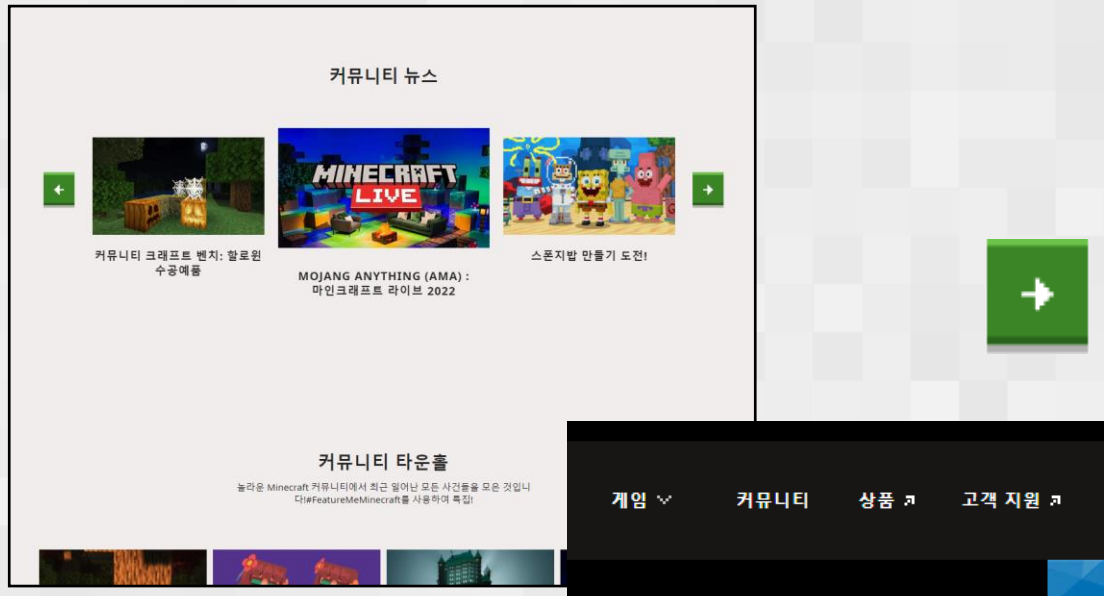 커뮤니티 뉴스
MINECRAFT
LIVE
커뮤니티 크래프트 벤치: 할로윈
수공예품
MOJANG ANYTHING (AMA) :
마인크래프트 라이브 2022
스폰지밥 만들기 도전!
커뮤니티 타운홀
놀라운 Minecraft 커뮤니티에서 최근 일어난 모든 사건들을 모은 것입니
다!#FeatureMeMinecraft를 사용하여 특집!
게임 커뮤니티 상품 고객 지원